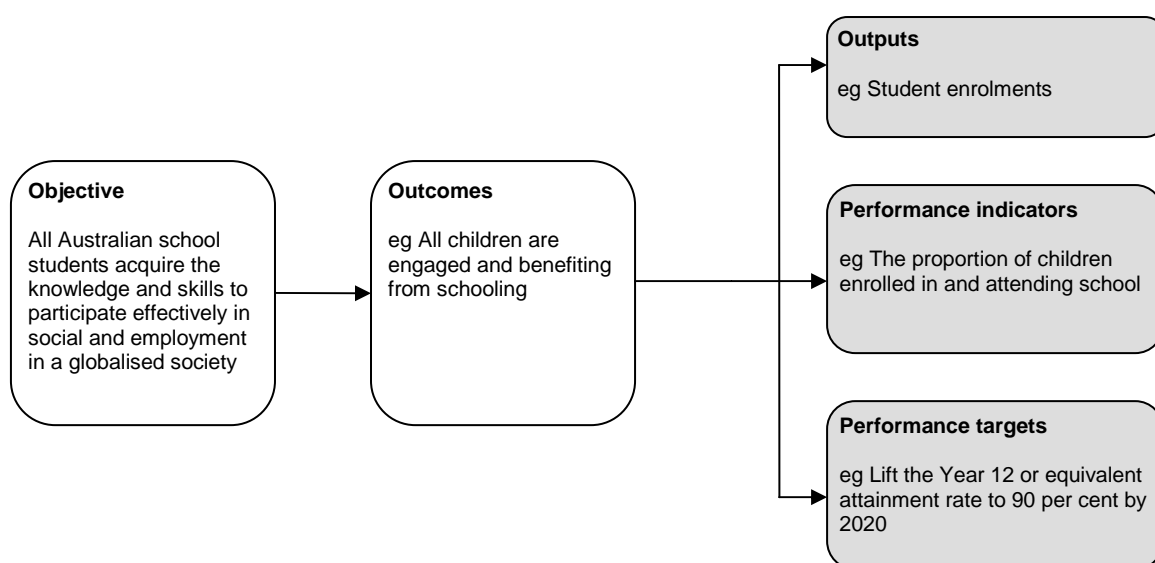 Objective
All Australian school
students acquire the
knowledge and skills to
participate effectively in
social and employment
in a globalised society
Outcomes
eg All children are
engaged and benefiting
from schooling
Outputs
eg Student enrolments
Performance indicators
eg The proportion of children
enrolled in and attending school
Performance targets
eg Lift the Year 12 or equivalent
attainment rate to 90 per cent by
2020